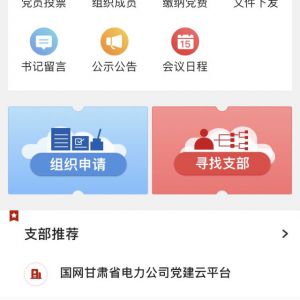 党员投票 组织成员 缴纳党费 文件下发
书记留言 公示公告 会议日程
15
组织申请 寻找支部
支部推荐
国网甘肃省电力公司党建云平台